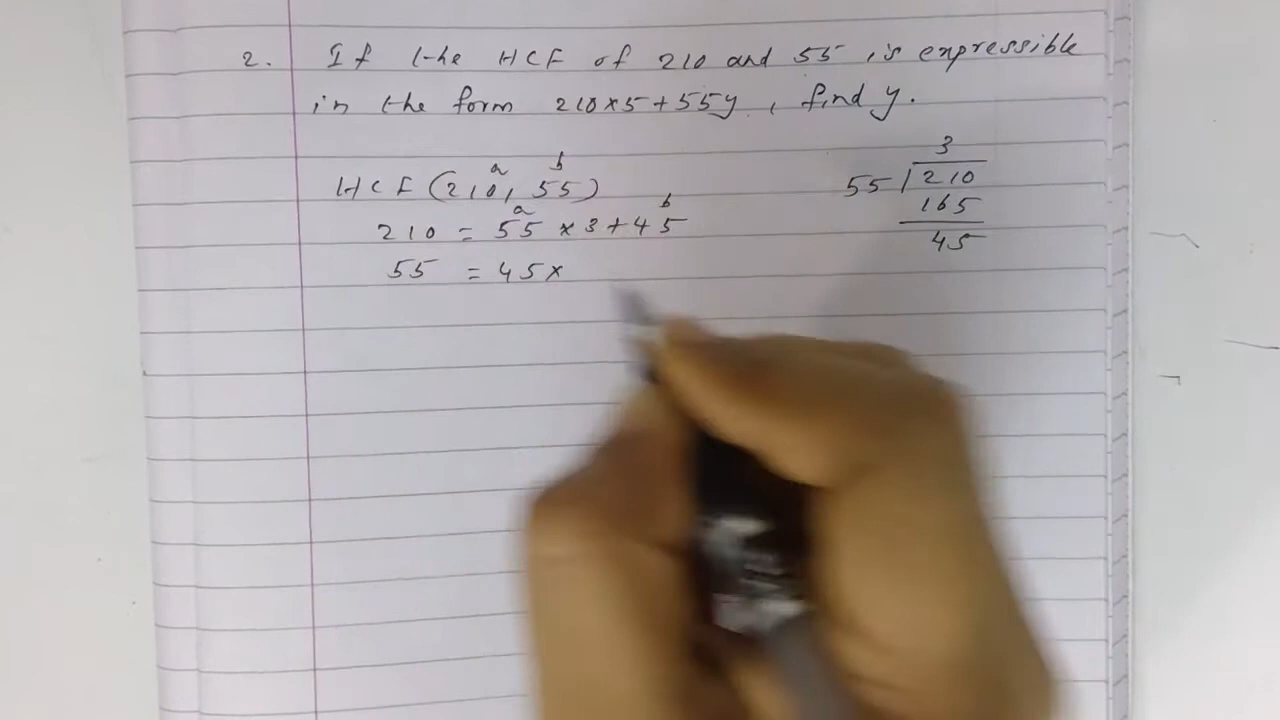 2. If the HCF of 210 and 55 is expressible
in the form 210×5+55y, find y.
a b
HCF (210, 55)
a b
210 = 55 × 3 + 45
55 = 45 ×
3
55 210
165
45